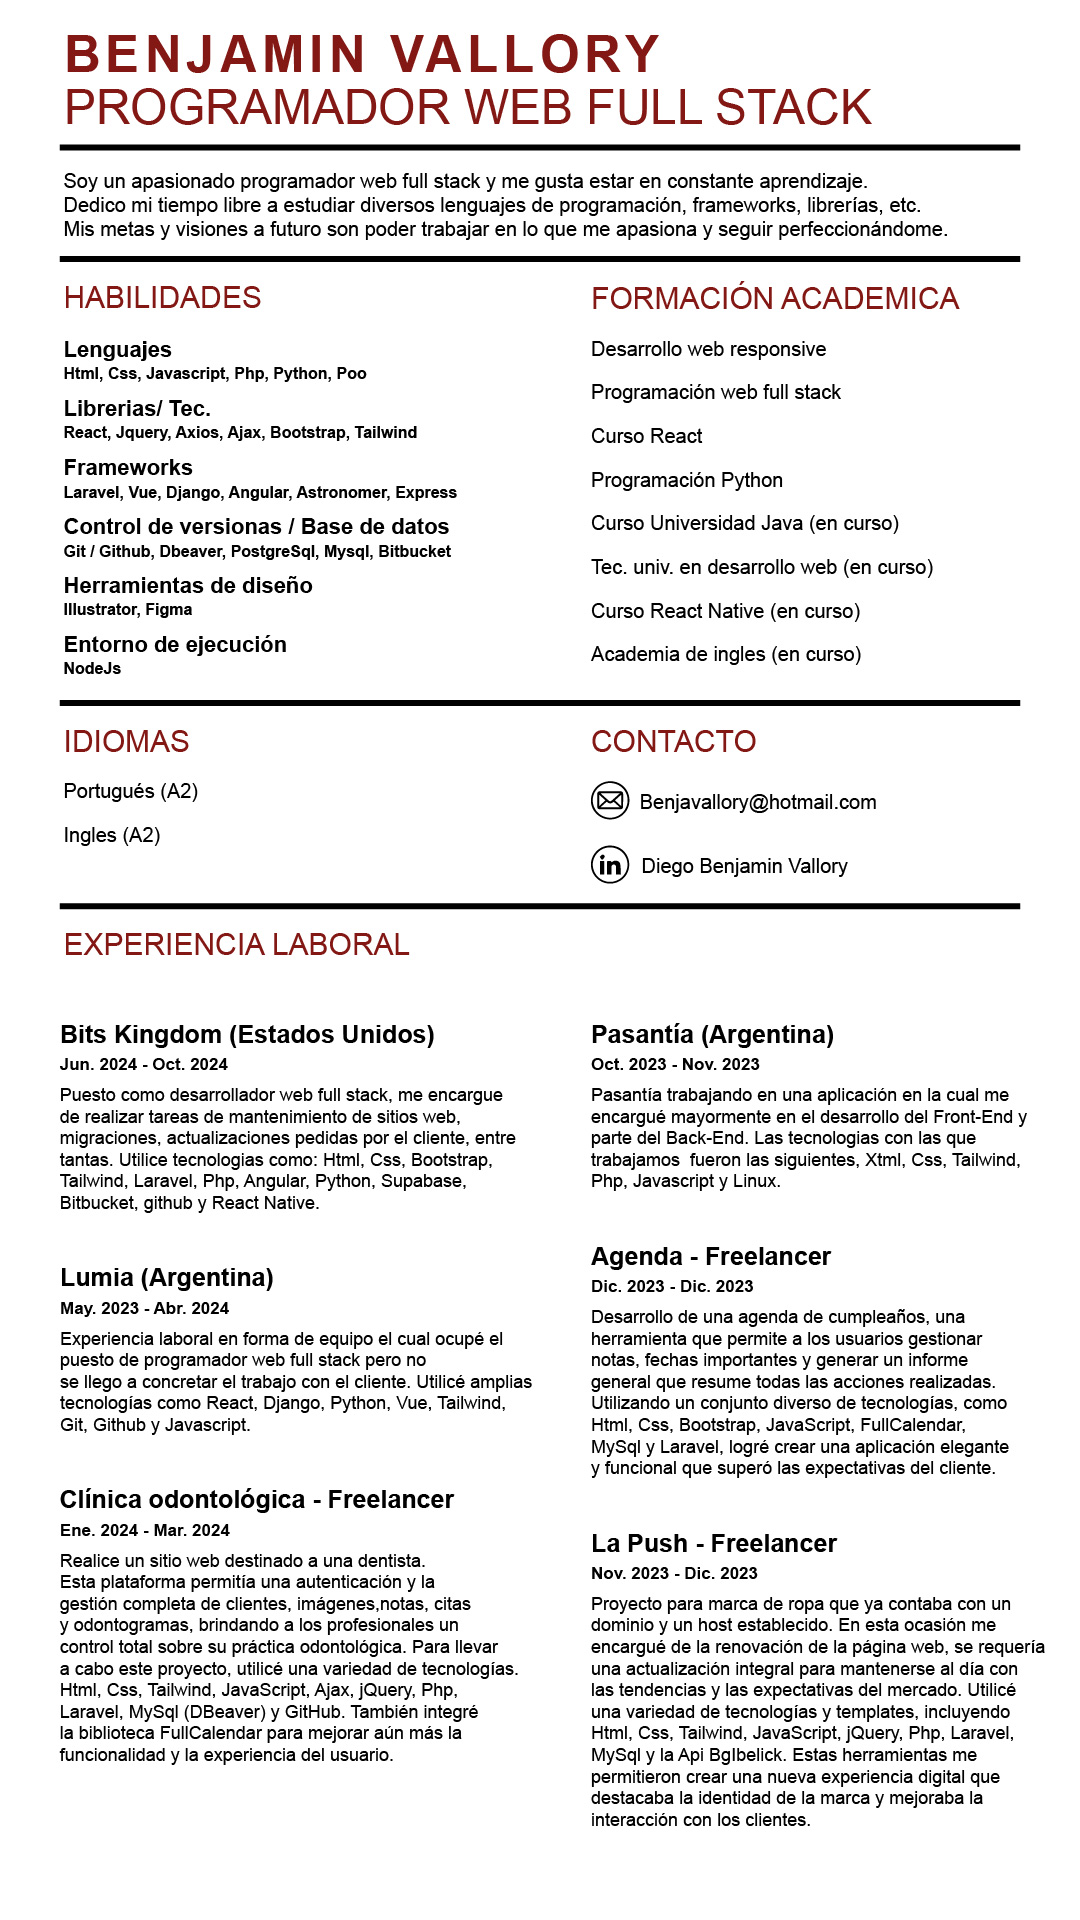 BENJAMIN VALLORY
PROGRAMADOR WEB FULL STACK
Soy un apasionado programador web full stack y me gusta estar en constante aprendizaje.
Dedico mi tiempo libre a estudiar diversos lenguajes de programación, frameworks, librerías, etc.
Mis metas y visiones a futuro son poder trabajar en lo que me apasiona y seguir perfeccionándome.
HABILIDADES
Lenguajes
Html, Css, Javascript, Php, Python, Poo
Librerias/ Tec.
React, Jquery, Axios, Ajax, Bootstrap, Tailwind
Frameworks
Laravel, Vue, Django, Angular, Astronomer, Express
Control de versionas / Base de datos
Git / Github, Dbeaver, PostgreSql, Mysql, Bitbucket
Herramientas de diseño
Illustrator, Figma
Entorno de ejecución
NodeJs
FORMACIÓN ACADEMICA
Desarrollo web responsive
Programación web full stack
Curso React
Programación Python
Curso Universidad Java (en curso)
Tec. univ. en desarrollo web (en curso)
Curso React Native (en curso)
Academia de ingles (en curso)
IDIOMAS
Portugués (A2)
Ingles (A2)
CONTACTO
Benjavallory@hotmail.com
in Diego Benjamin Vallory
EXPERIENCIA LABORAL
Bits Kingdom (Estados Unidos)
Jun. 2024 - Oct. 2024
Puesto como desarrollador web full stack, me encargue
de realizar tareas de mantenimiento de sitios web,
migraciones, actualizaciones pedidas por el cliente, entre
tantas. Utilice tecnologias como: Html, Css, Bootstrap,
Tailwind, Laravel, Php, Angular, Python, Supabase,
Bitbucket, github y React Native.
Lumia (Argentina)
May. 2023 - Abr. 2024
Experiencia laboral en forma de equipo el cual ocupé el
puesto de programador web full stack pero no
se llego a concretar el trabajo con el cliente. Utilicé amplias
tecnologías como React, Django, Python, Vue, Tailwind,
Git, Github y Javascript.
Clínica odontológica - Freelancer
Ene. 2024 - Mar. 2024
Realice un sitio web destinado a una dentista.
Esta plataforma permitía una autenticación y la
gestión completa de clientes, imágenes,notas, citas
y odontogramas, brindando a los profesionales un
control total sobre su práctica odontológica. Para llevar
a cabo este proyecto, utilicé una variedad de tecnologías.
Html, Css, Tailwind, JavaScript, Ajax, jQuery, Php,
Laravel, MySql (DBeaver) y GitHub. También integré
la biblioteca FullCalendar para mejorar aún más la
funcionalidad y la experiencia del usuario.
Pasantía (Argentina)
Oct. 2023 - Nov. 2023
Pasantía trabajando en una aplicación en la cual me
encargué mayormente en el desarrollo del Front-End y
parte del Back-End. Las tecnologias con las que
trabajamos  fueron las siguientes, Xtml, Css, Tailwind,
Php, Javascript y Linux.
Agenda - Freelancer
Dic. 2023 - Dic. 2023
Desarrollo de una agenda de cumpleaños, una
herramienta que permite a los usuarios gestionar
notas, fechas importantes y generar un informe
general que resume todas las acciones realizadas.
Utilizando un conjunto diverso de tecnologías, como
Html, Css, Bootstrap, JavaScript, FullCalendar,
MySql y Laravel, logré crear una aplicación elegante
y funcional que superó las expectativas del cliente.
La Push - Freelancer
Nov. 2023 - Dic. 2023
Proyecto para marca de ropa que ya contaba con un
dominio y un host establecido. En esta ocasión me
encargué de la renovación de la página web, se requería
una actualización integral para mantenerse al día con
las tendencias y las expectativas del mercado. Utilicé
una variedad de tecnologías y templates, incluyendo
Html, Css, Tailwind, JavaScript, jQuery, Php, Laravel,
MySql y la Api BgIbelick. Estas herramientas me
permitieron crear una nueva experiencia digital que
destacaba la identidad de la marca y mejoraba la
interacción con los clientes.